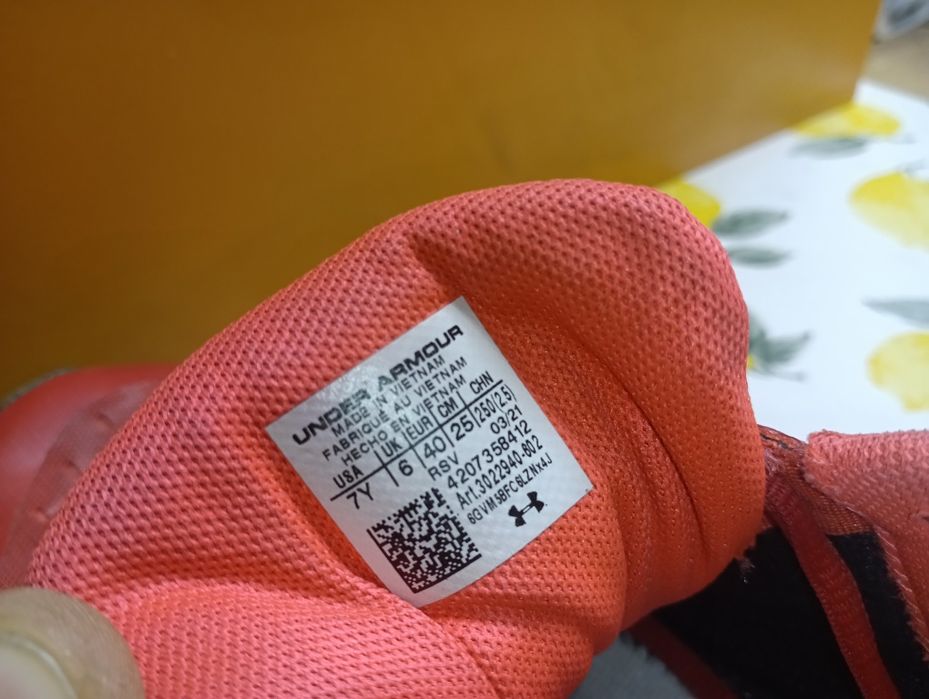 UNDER ARMOUR
MADE IN VIETNAM
FABRIQUÉ AU VIETNAM
HECHO EN VIETNAM
USA UK EUR CM CHN
7Y 6 40 25 250(2.5)
RSV 03/21
4207358412
Art.3022940-602
6GVM5BFC6LZNx4J